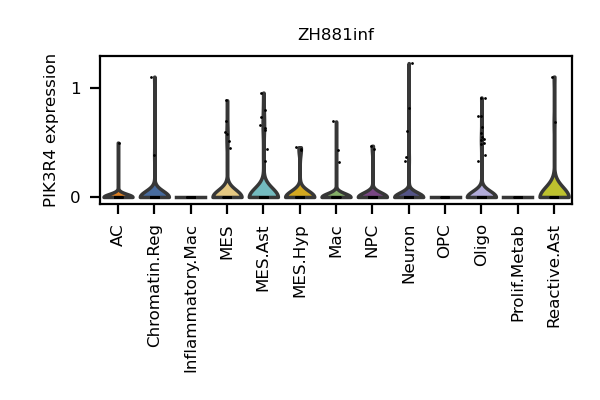 ZH881inf
PIK3R4 expression
1
0
AC
Chromatin.Reg
Inflammatory.Mac
MES
MES.Ast
MES.Hyp
Mac
NPC
Neuron
OPC
Oligo
Prolif.Metab
Reactive.Ast